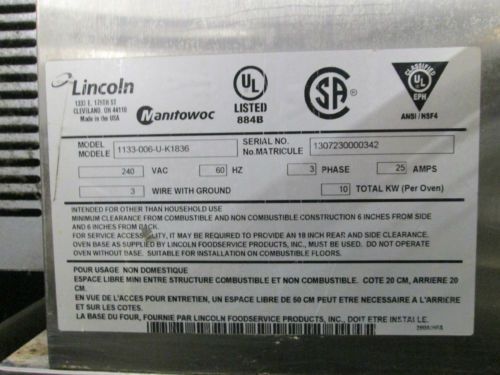 Lincoln
1333 E. 179TH ST
CLEVELAND, OH 44110
Made in the USA
Manitowoc
UL
LISTED
884B
SA
CLASSIFIED
UL
EPH
ANSI / NSF4
MODEL
MODELE
1133-006-U-K1836
SERIAL NO.
No.MATRICULE
1307230000342
240 VAC 60 HZ 3 PHASE 25 AMPS
3 WIRE WITH GROUND 10 TOTAL KW (Per Oven)
INTENDED FOR OTHER THAN HOUSEHOLD USE
MINIMUM CLEARANCE FROM COMBUSTIBLE AND NON COMBUSTIBLE CONSTRUCTION 6 INCHES FROM SIDE
AND 6 INCHES FROM BACK.
FOR SERVICE ACCESSIBILITY, IT MAY BE REQUIRED TO PROVIDE AN 18 INCH REAR AND SIDE CLEARANCE.
OVEN BASE AS SUPPLIED BY LINCOLN FOODSERVICE PRODUCTS, INC., MUST BE USED. DO NOT OPERATE
OVEN WITHOUT BASE. SUITABLE FOR INSTALLATION ON COMBUSTIBLE FLOORS.
POUR USAGE NON DOMESTIQUE
ESPACE LIBRE MINI ENTRE STRUCTURE COMBUSTIBLE ET NON COMBUSTIBLE. COTE 20 CM, ARRIERE 20
CM.
EN VUE DE L'ACCES POUR ENTRETIEN, UN ESPACE LIBRE DE 60 CM PEUT ETRE NECESSAIRE A L'ARRIERE
ET SUR LES COTES.
LA BASE DU FOUR, FOURNIE PAR LINCOLN FOODSERVICE PRODUCTS, INC., DOIT ETRE INSTALLE.